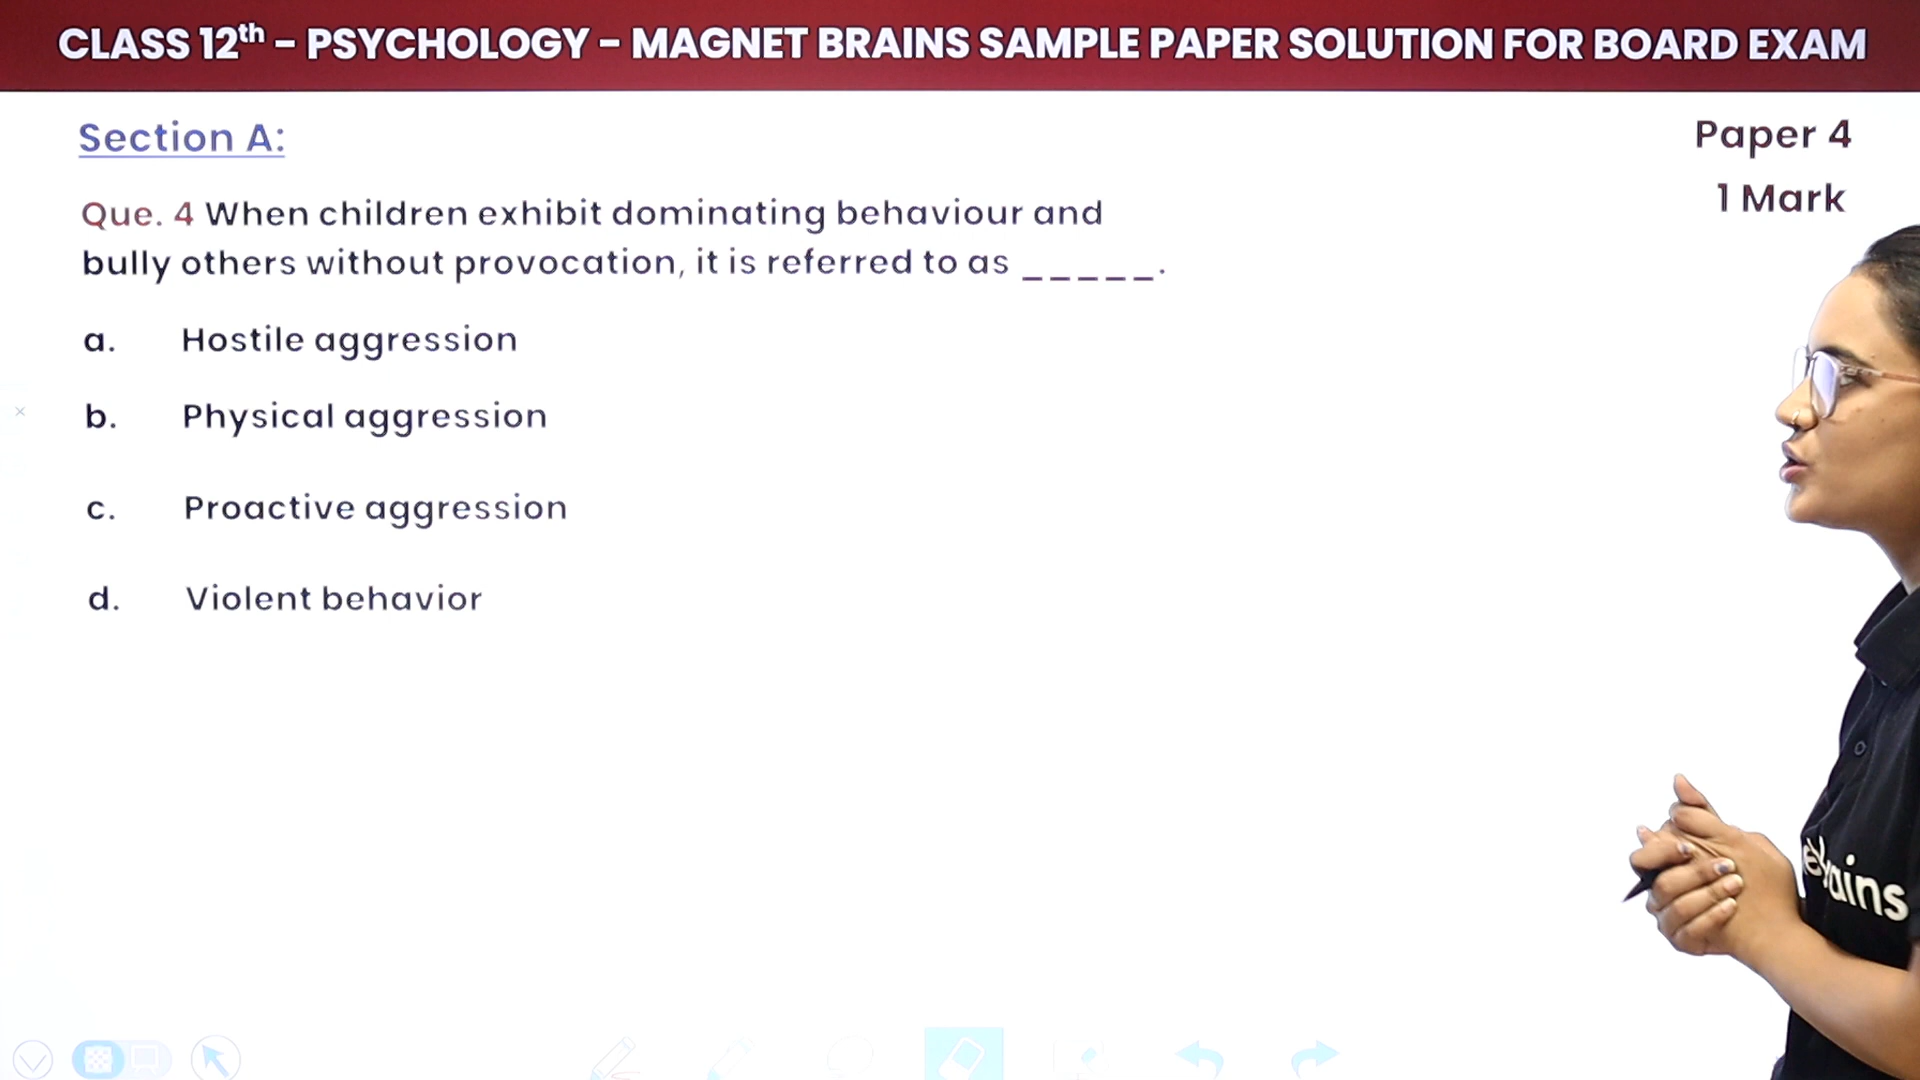 CLASS 12th - PSYCHOLOGY - MAGNET BRAINS SAMPLE PAPER SOLUTION FOR BOARD EXAM
Section A:
Paper 4
1 Mark
Que. 4 When children exhibit dominating behaviour and
bully others without provocation, it is referred to as _____.
a. Hostile aggression
b. Physical aggression
c. Proactive aggression
d. Violent behavior